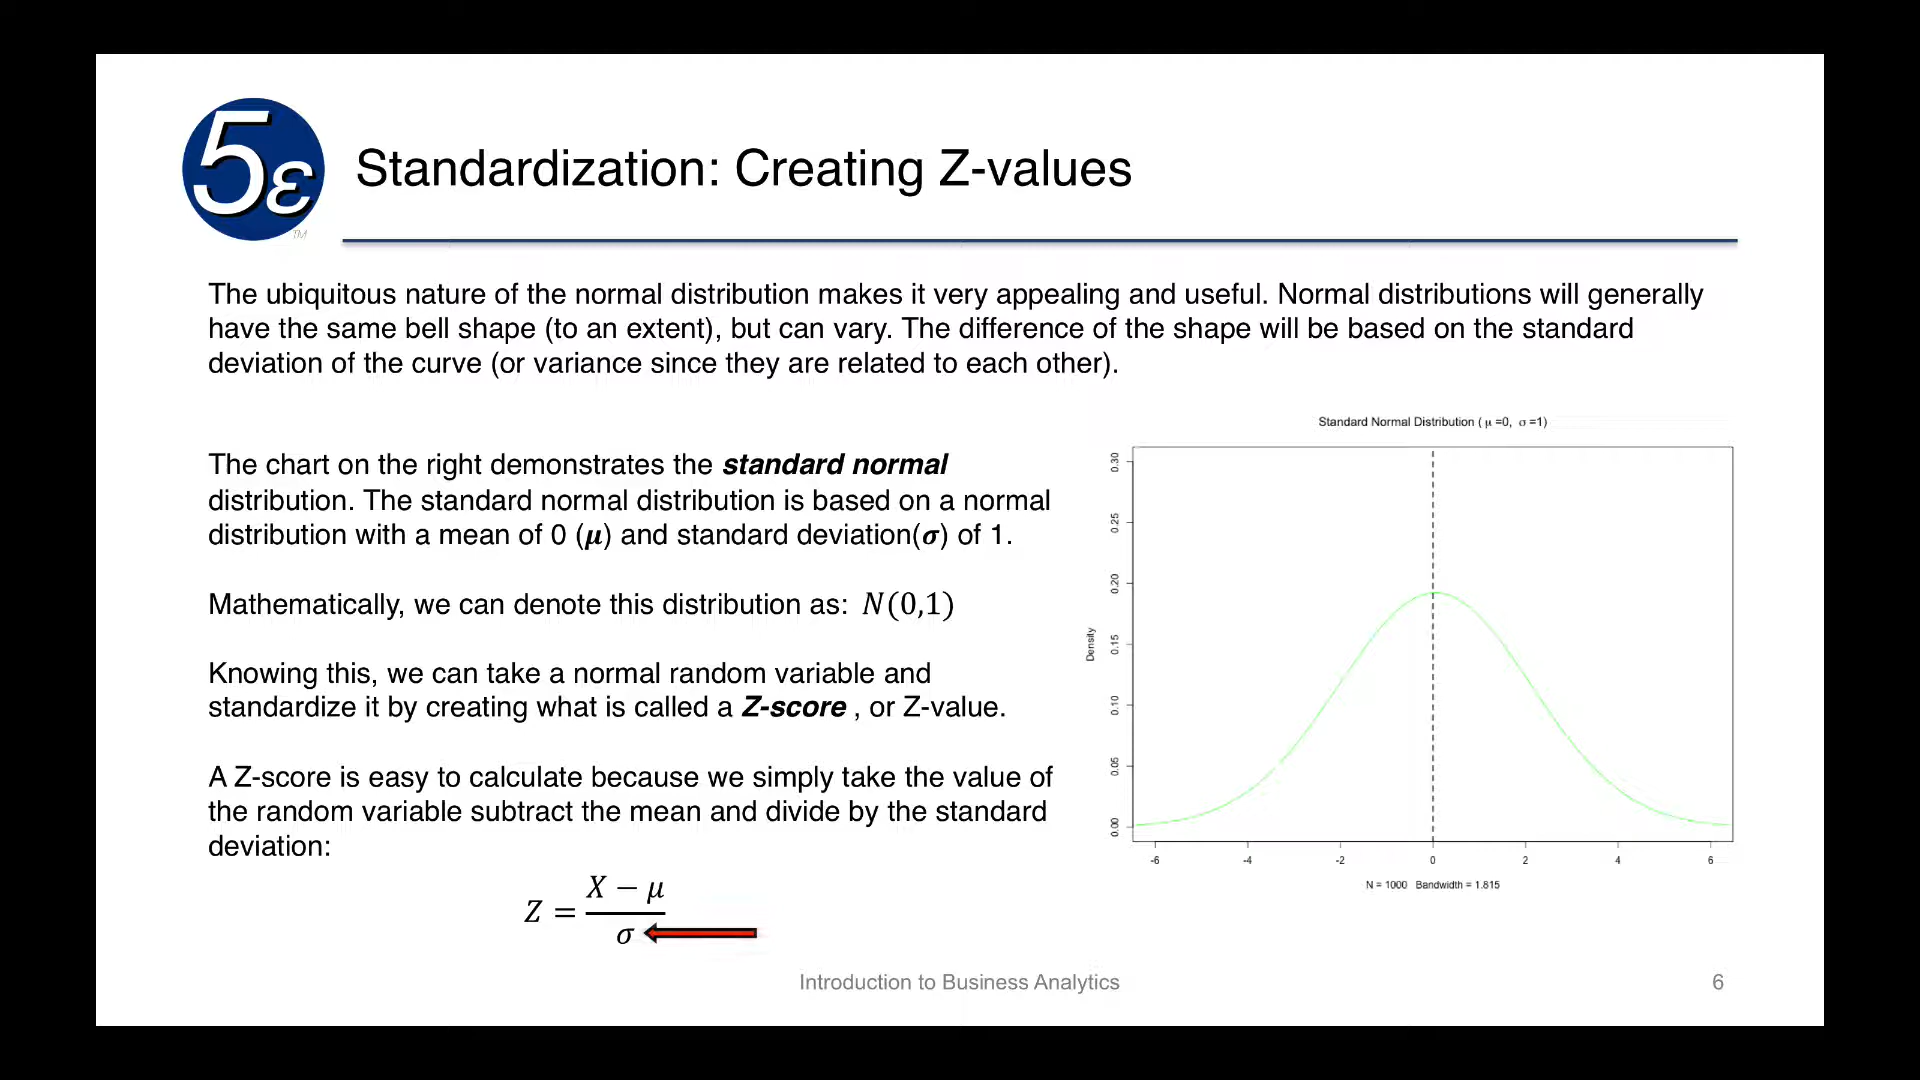 5ε
TM
Standardization: Creating Z-values
The ubiquitous nature of the normal distribution makes it very appealing and useful. Normal distributions will generally
have the same bell shape (to an extent), but can vary. The difference of the shape will be based on the standard
deviation of the curve (or variance since they are related to each other).
The chart on the right demonstrates the standard normal
distribution. The standard normal distribution is based on a normal
distribution with a mean of 0 (μ) and standard deviation(σ) of 1.
Mathematically, we can denote this distribution as: N(0,1)
Knowing this, we can take a normal random variable and
standardize it by creating what is called a Z-score , or Z-value.
A Z-score is easy to calculate because we simply take the value of
the random variable subtract the mean and divide by the standard
deviation:
Z = (X − μ) / σ
Standard Normal Distribution ( μ =0, σ =1)
Density
0.30
0.25
0.20
0.15
0.10
0.05
0.00
-6 -4 -2 0 2 4 6
N = 1000 Bandwidth = 1.815
Introduction to Business Analytics
6